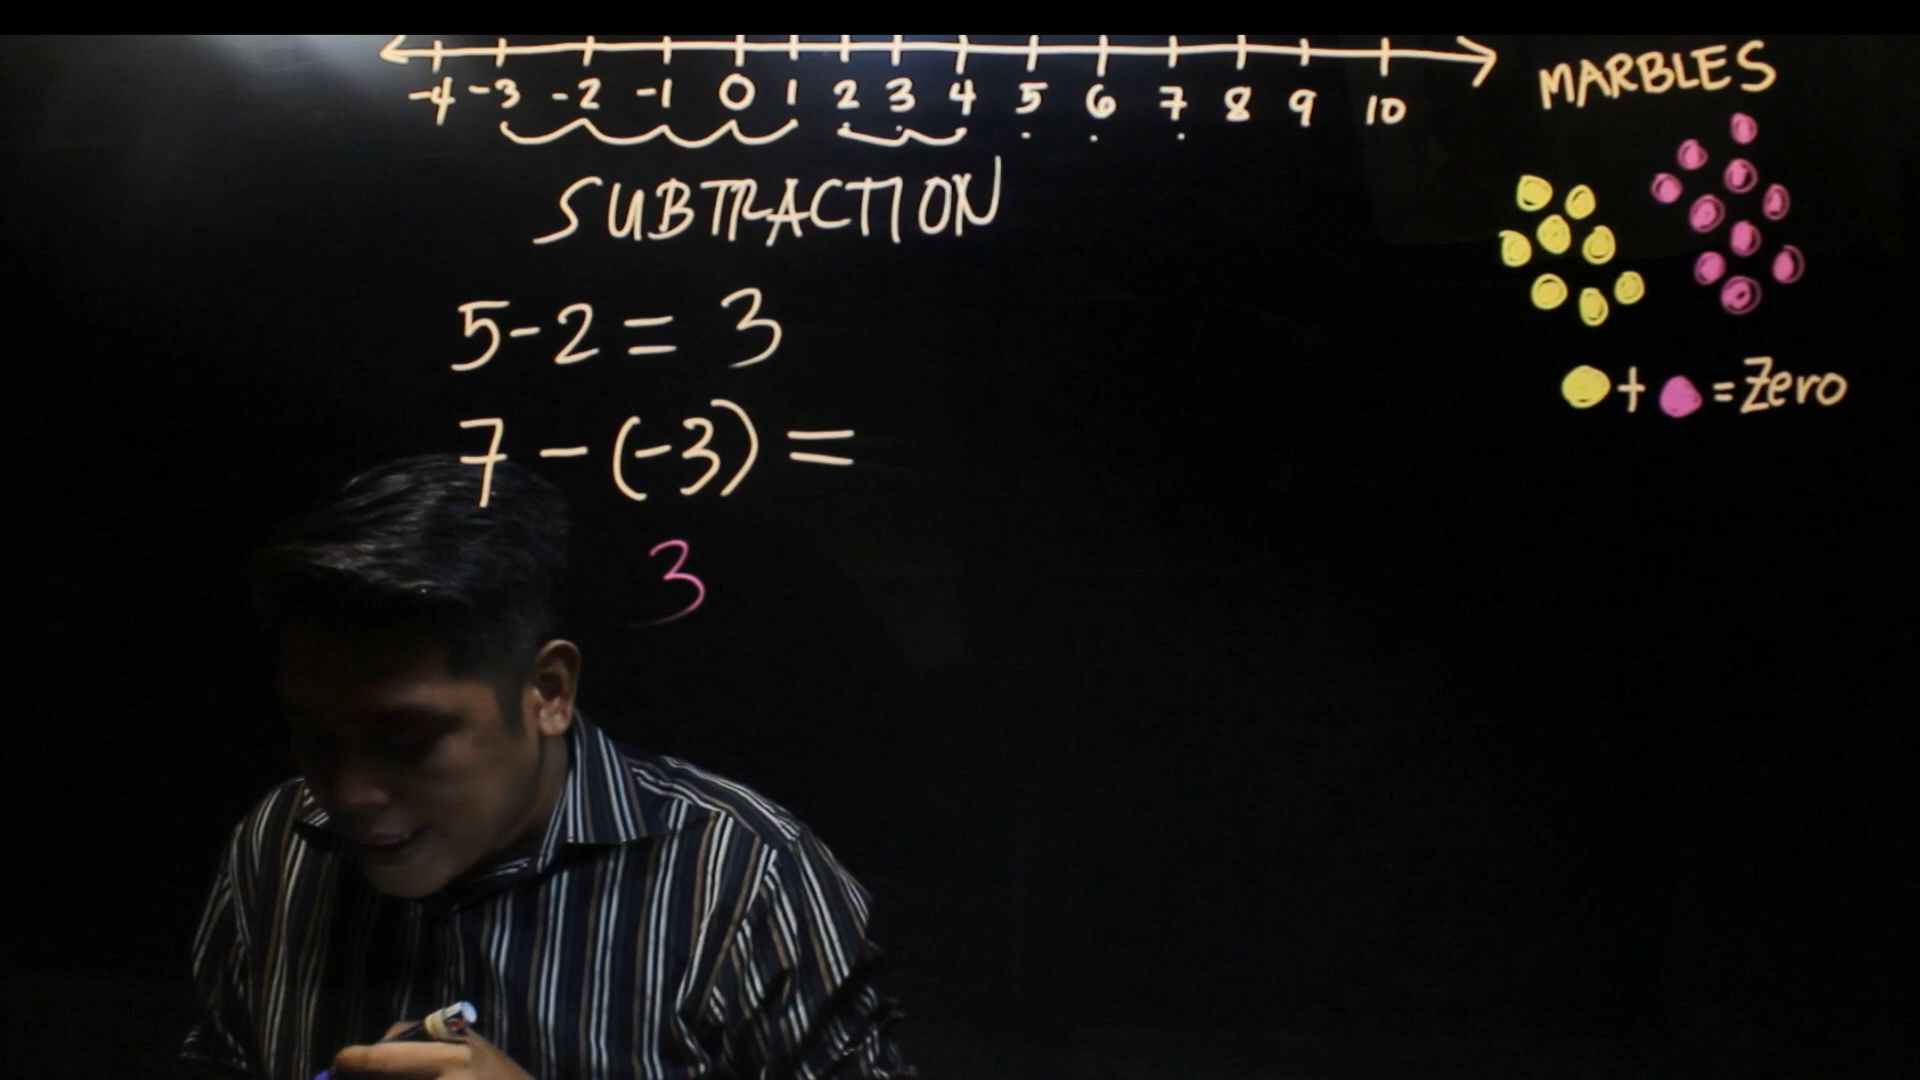 -4 -3 -2 -1 0 1 2 3 4 5 6 7 8 9 10
MARBLES
SUBTRACTION
5-2 = 3
7 - (-3) =
3
+ = Zero